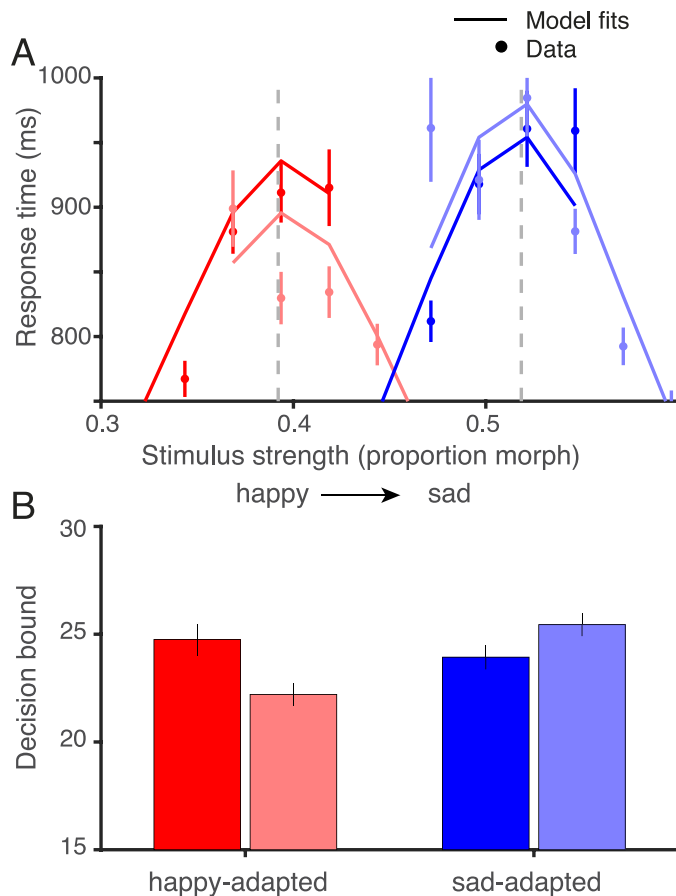 Model fits
Data
A
1000
900
800
Response time (ms)
0.3
0.4
0.5
Stimulus strength (proportion morph)
happy
sad
B
30
25
20
15
Decision bound
happy-adapted
sad-adapted